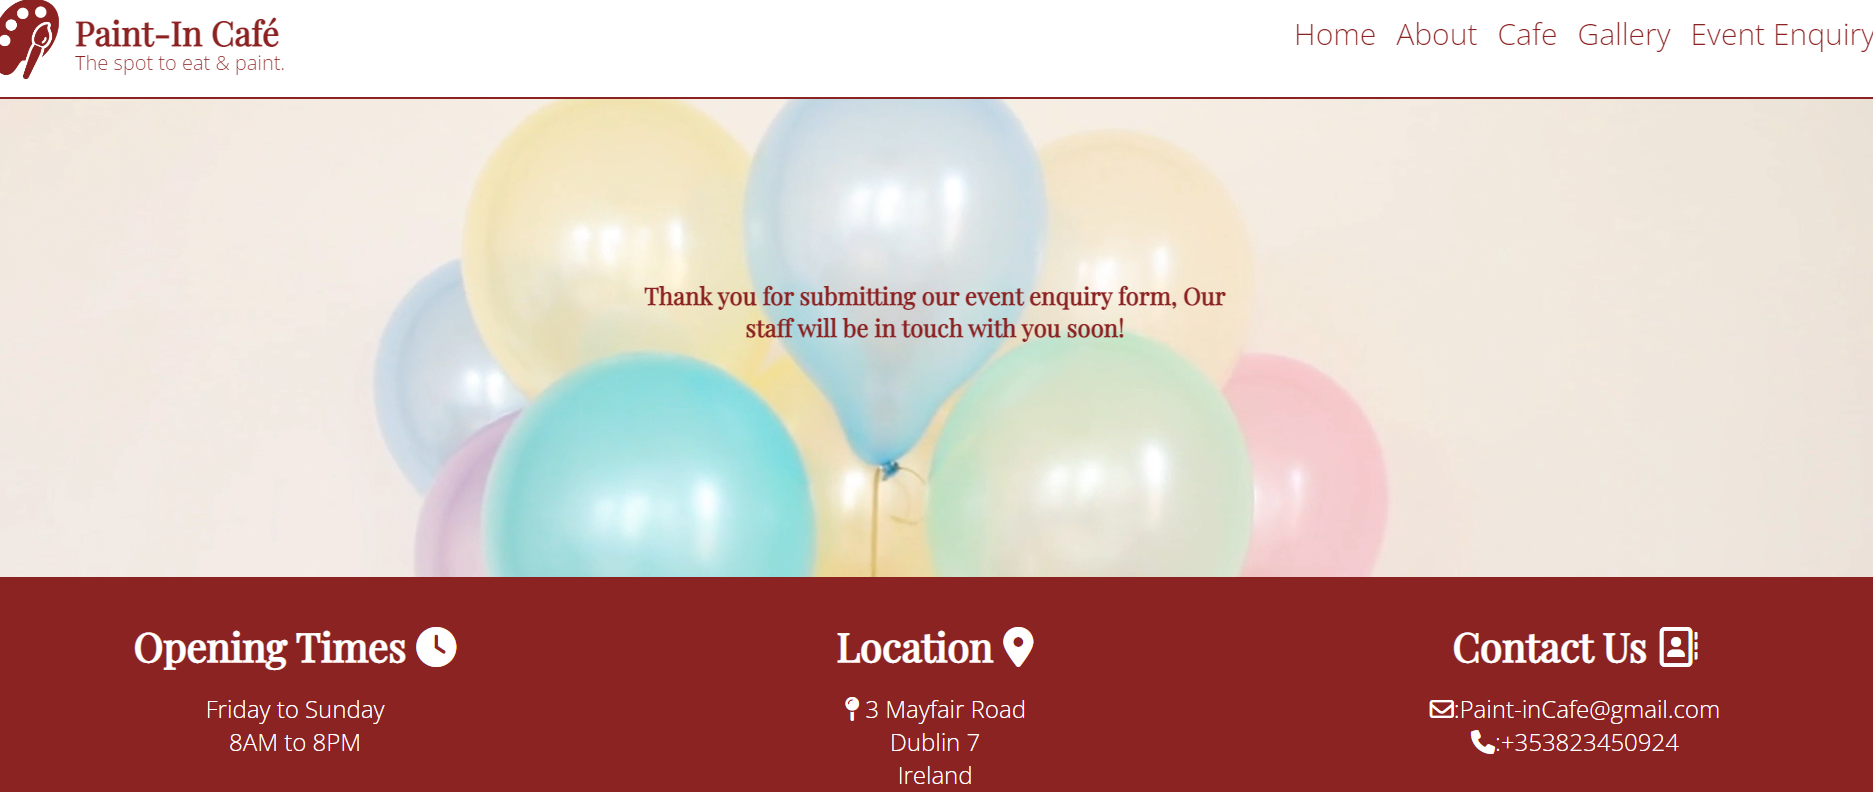 Paint-In Café
The spot to eat & paint.
Home About Cafe Gallery Event Enquiry
Thank you for submitting our event enquiry form, Our
staff will be in touch with you soon!
Opening Times
Friday to Sunday
8AM to 8PM
Location
3 Mayfair Road
Dublin 7
Ireland
Contact Us
:Paint-inCafe@gmail.com
:+353823450924